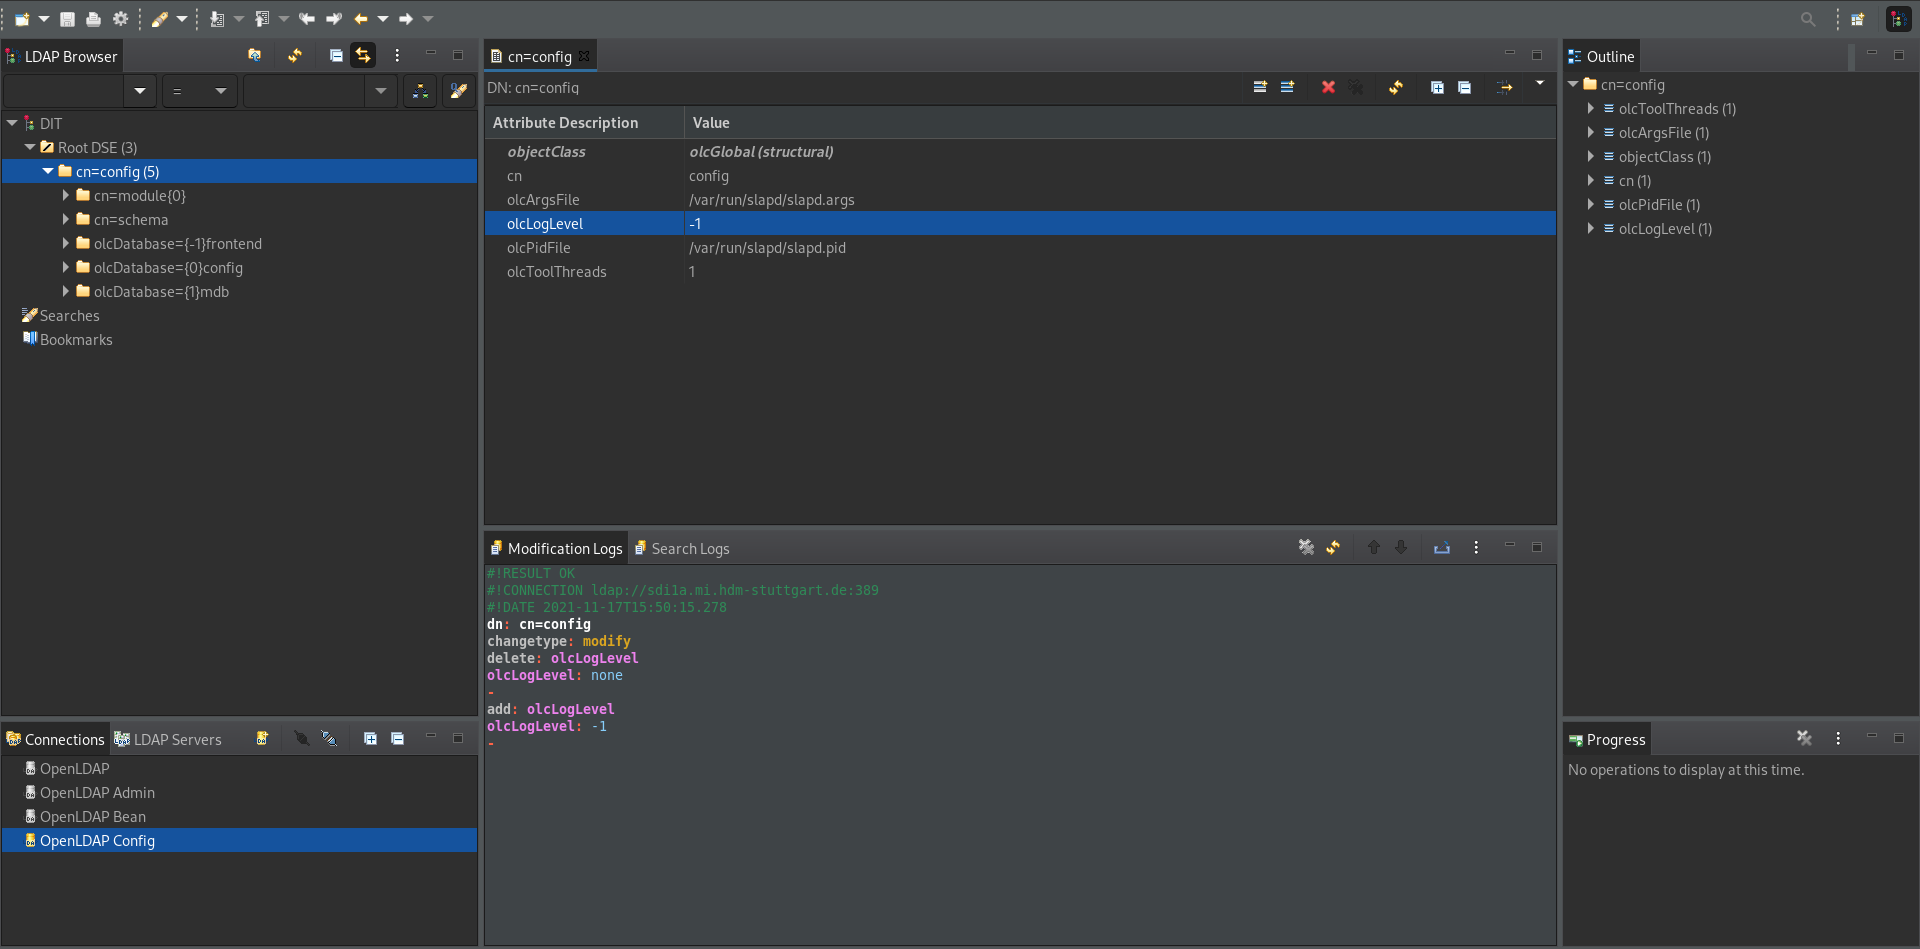 LDAP Browser
=
DIT
Root DSE (3)
cn=config (5)
cn=module{0}
cn=schema
olcDatabase={-1}frontend
olcDatabase={0}config
olcDatabase={1}mdb
Searches
Bookmarks
Connections
LDAP Servers
OpenLDAP
OpenLDAP Admin
OpenLDAP Bean
OpenLDAP Config
cn=config
DN: cn=config
Attribute Description Value
objectClass olcGlobal (structural)
cn config
olcArgsFile /var/run/slapd/slapd.args
olcLogLevel -1
olcPidFile /var/run/slapd/slapd.pid
olcToolThreads 1
Modification Logs
Search Logs
#!RESULT OK
#!CONNECTION ldap://sdi1a.mi.hdm-stuttgart.de:389
#!DATE 2021-11-17T15:50:15.278
dn: cn=config
changetype: modify
delete: olcLogLevel
olcLogLevel: none
-
add: olcLogLevel
olcLogLevel: -1
-
Outline
cn=config
olcToolThreads (1)
olcArgsFile (1)
objectClass (1)
cn (1)
olcPidFile (1)
olcLogLevel (1)
Progress
No operations to display at this time.